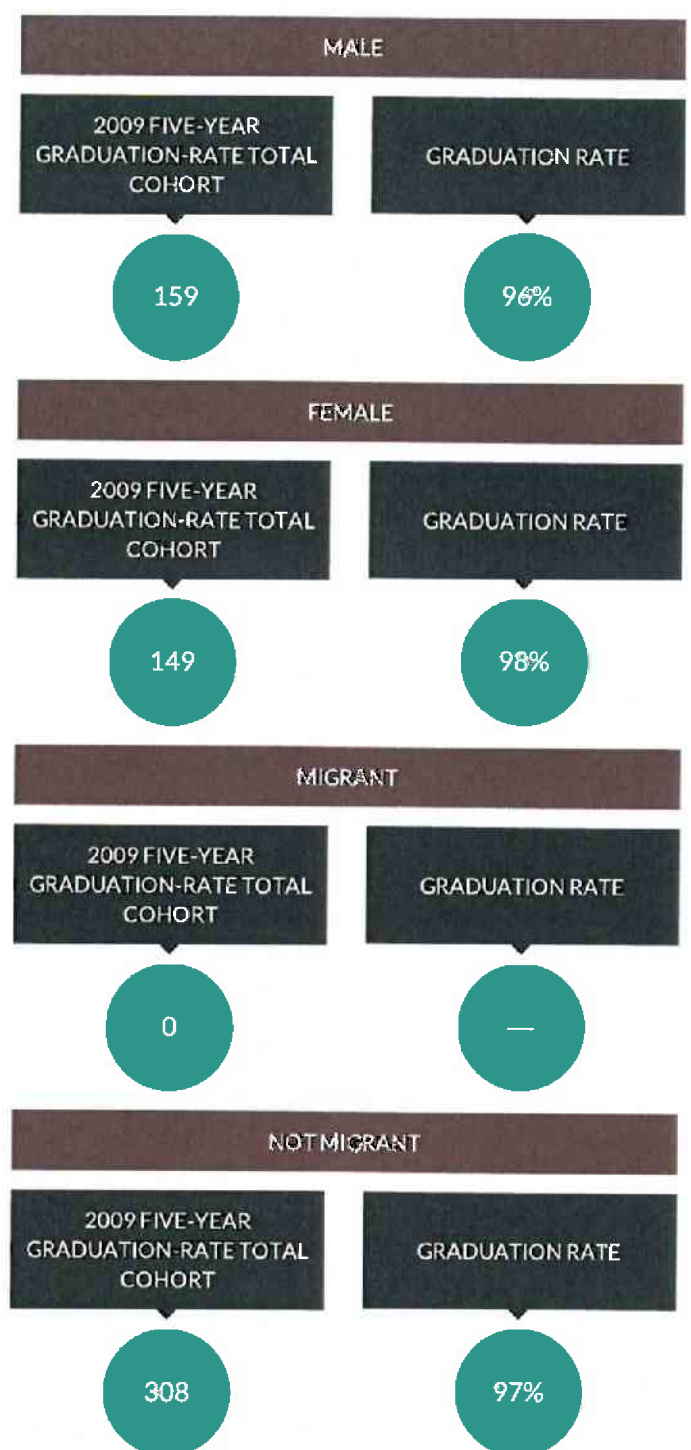 MALE
2009 FIVE-YEAR
GRADUATION-RATE TOTAL
COHORT
GRADUATION RATE
159
96%
FEMALE
2009 FIVE-YEAR
GRADUATION-RATE TOTAL
COHORT
GRADUATION RATE
149
98%
MIGRANT
2009 FIVE-YEAR
GRADUATION-RATE TOTAL
COHORT
GRADUATION RATE
0
—
NOT MIGRANT
2009 FIVE-YEAR
GRADUATION-RATE TOTAL
COHORT
GRADUATION RATE
308
97%